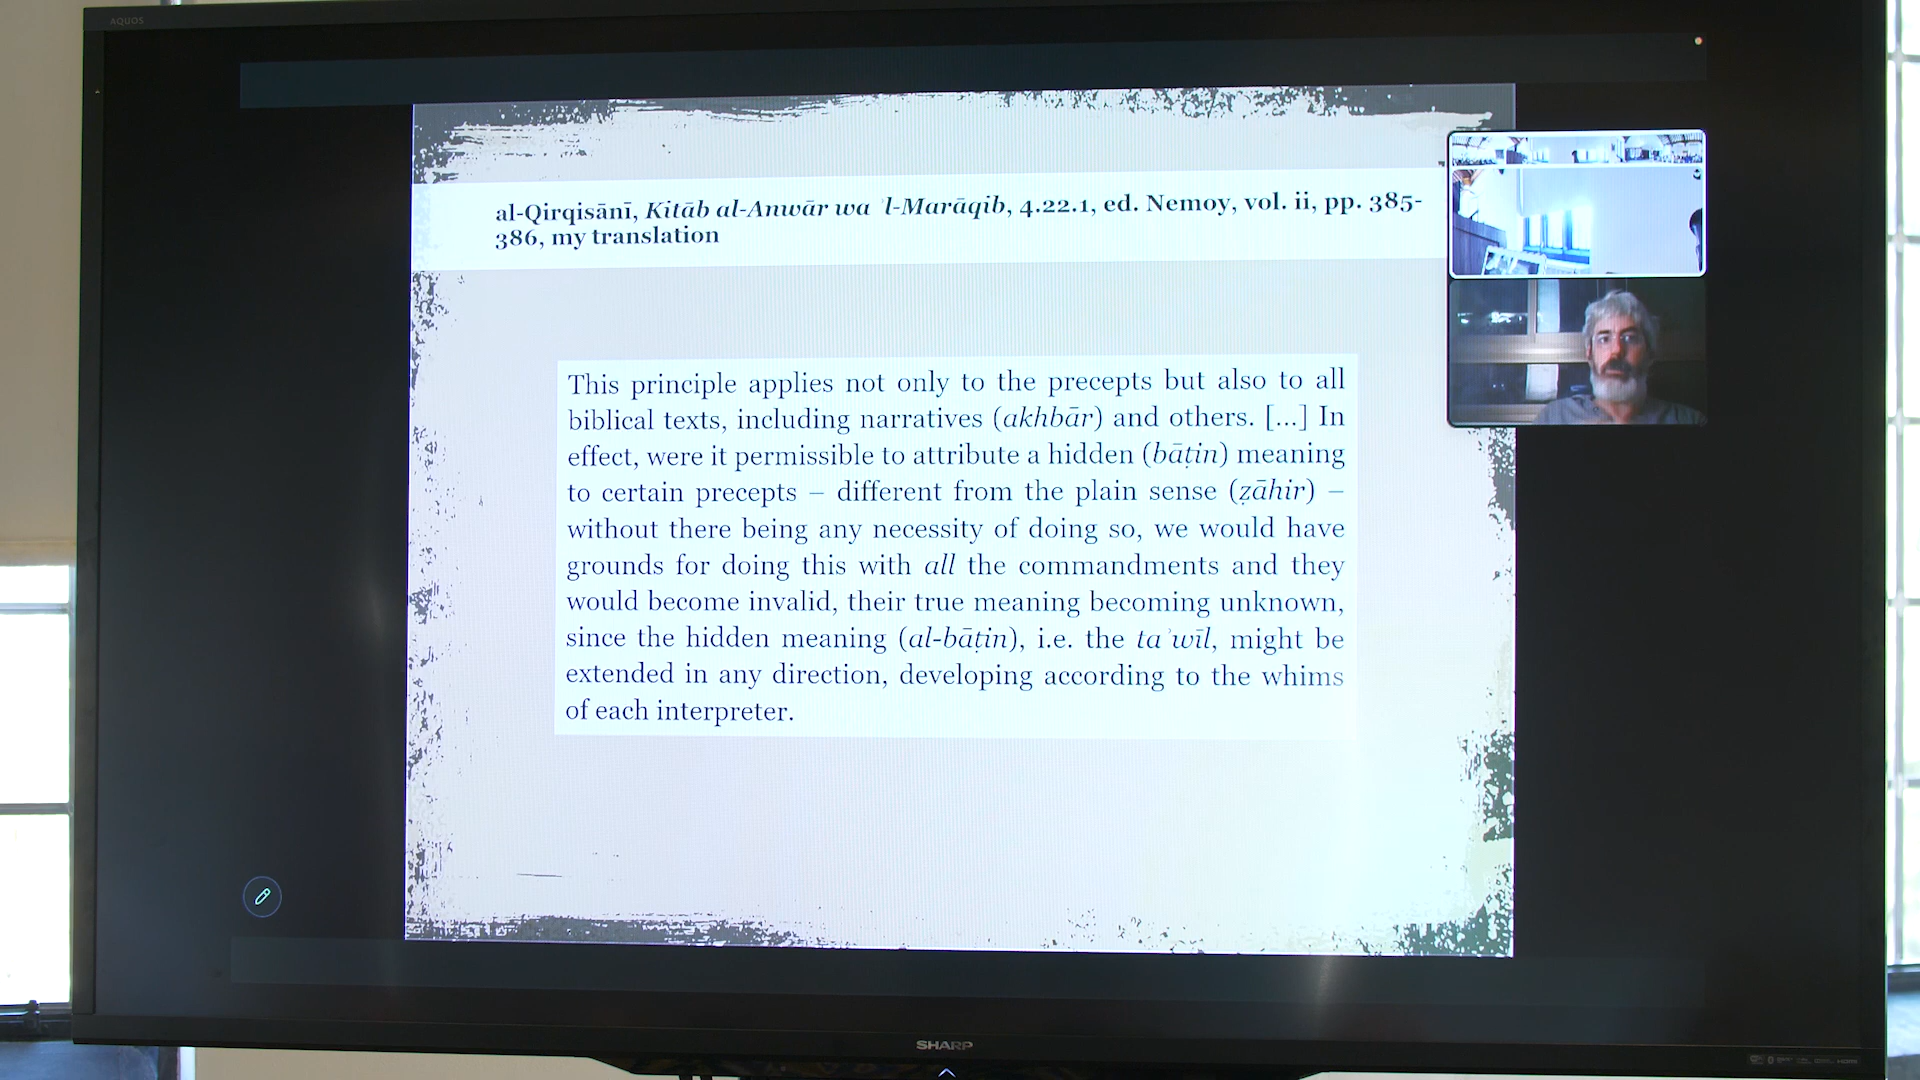 AQUOS
al-Qirqisānī, Kitāb al-Anwār wa ʾl-Marāqib, 4.22.1, ed. Nemoy, vol. ii, pp. 385-
386, my translation
This principle applies not only to the precepts but also to all
biblical texts, including narratives (akhbār) and others. [...] In
effect, were it permissible to attribute a hidden (bāṭin) meaning
to certain precepts – different from the plain sense (ẓāhir) –
without there being any necessity of doing so, we would have
grounds for doing this with all the commandments and they
would become invalid, their true meaning becoming unknown,
since the hidden meaning (al-bāṭin), i.e. the taʾwīl, might be
extended in any direction, developing according to the whims
of each interpreter.
SHARP